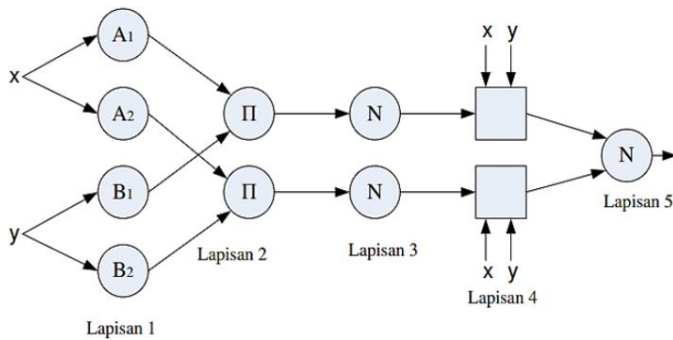 x
y
A1
x
A2
Π
N
B1
Π
N
N
y
Lapisan 5
B2
Lapisan 2
Lapisan 3
x
y
Lapisan 4
Lapisan 1